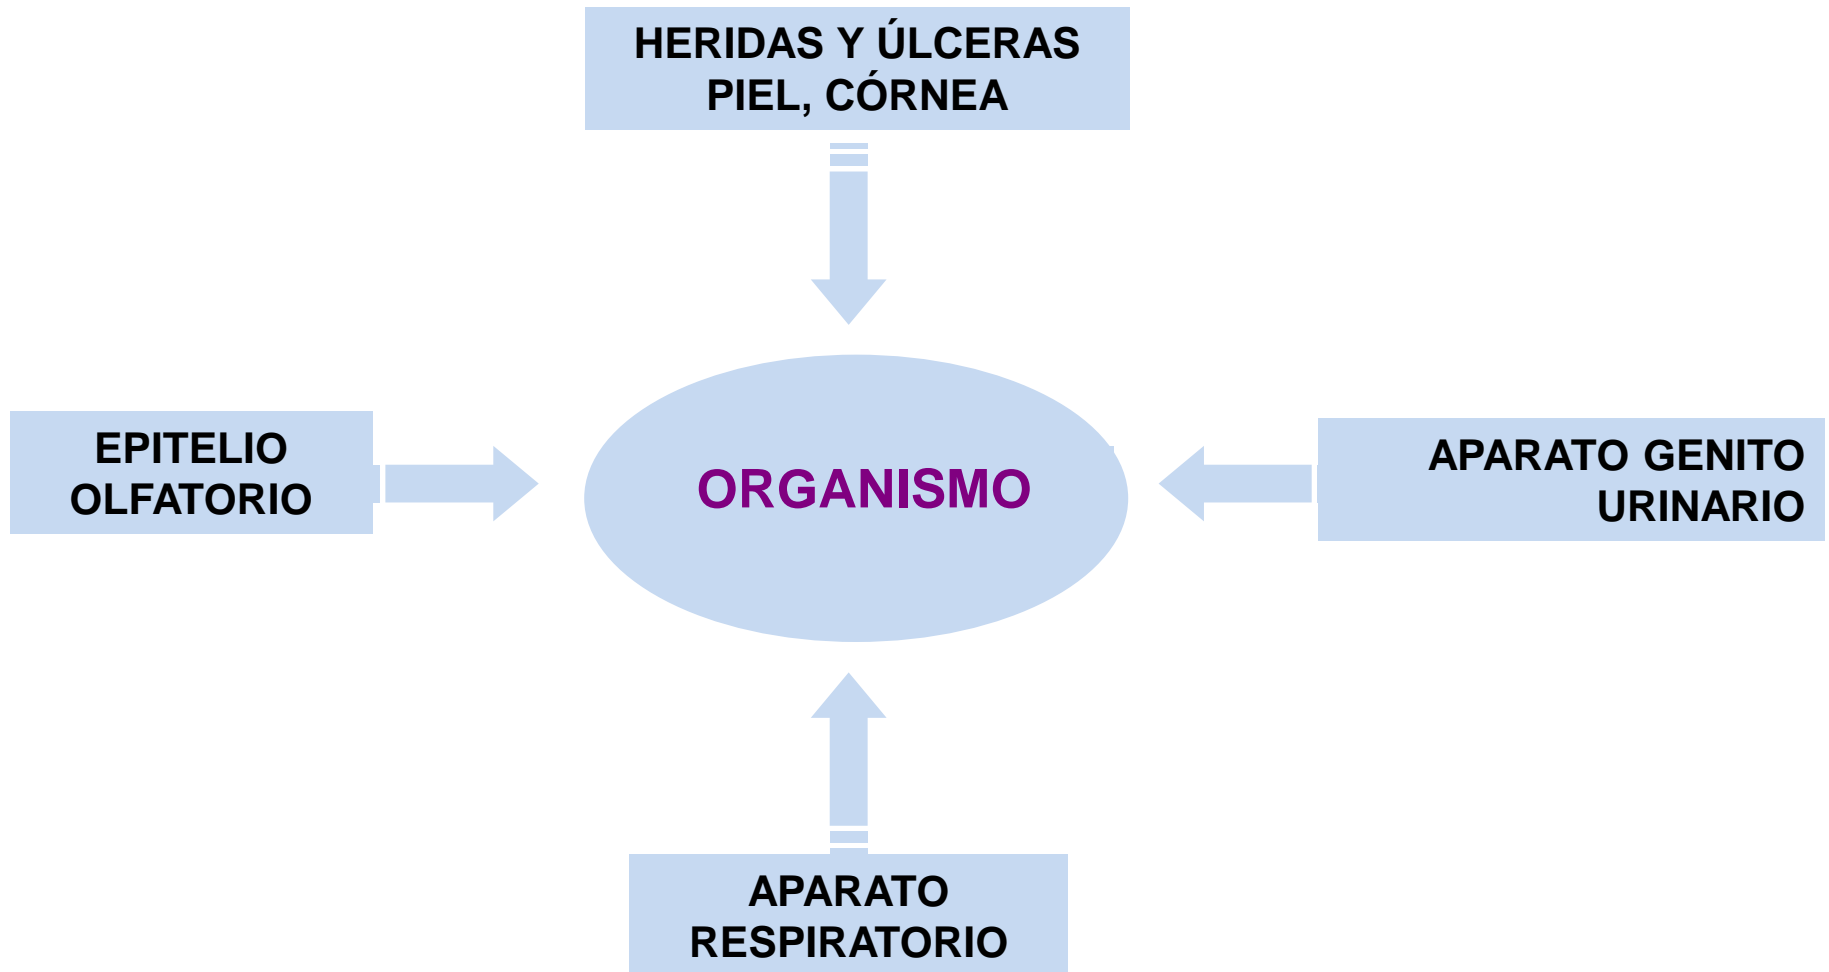 HERIDAS Y ÚLCERAS
PIEL, CÓRNEA
EPITELIO
OLFATORIO
ORGANISMO
APARATO GENITO
URINARIO
APARATO
RESPIRATORIO